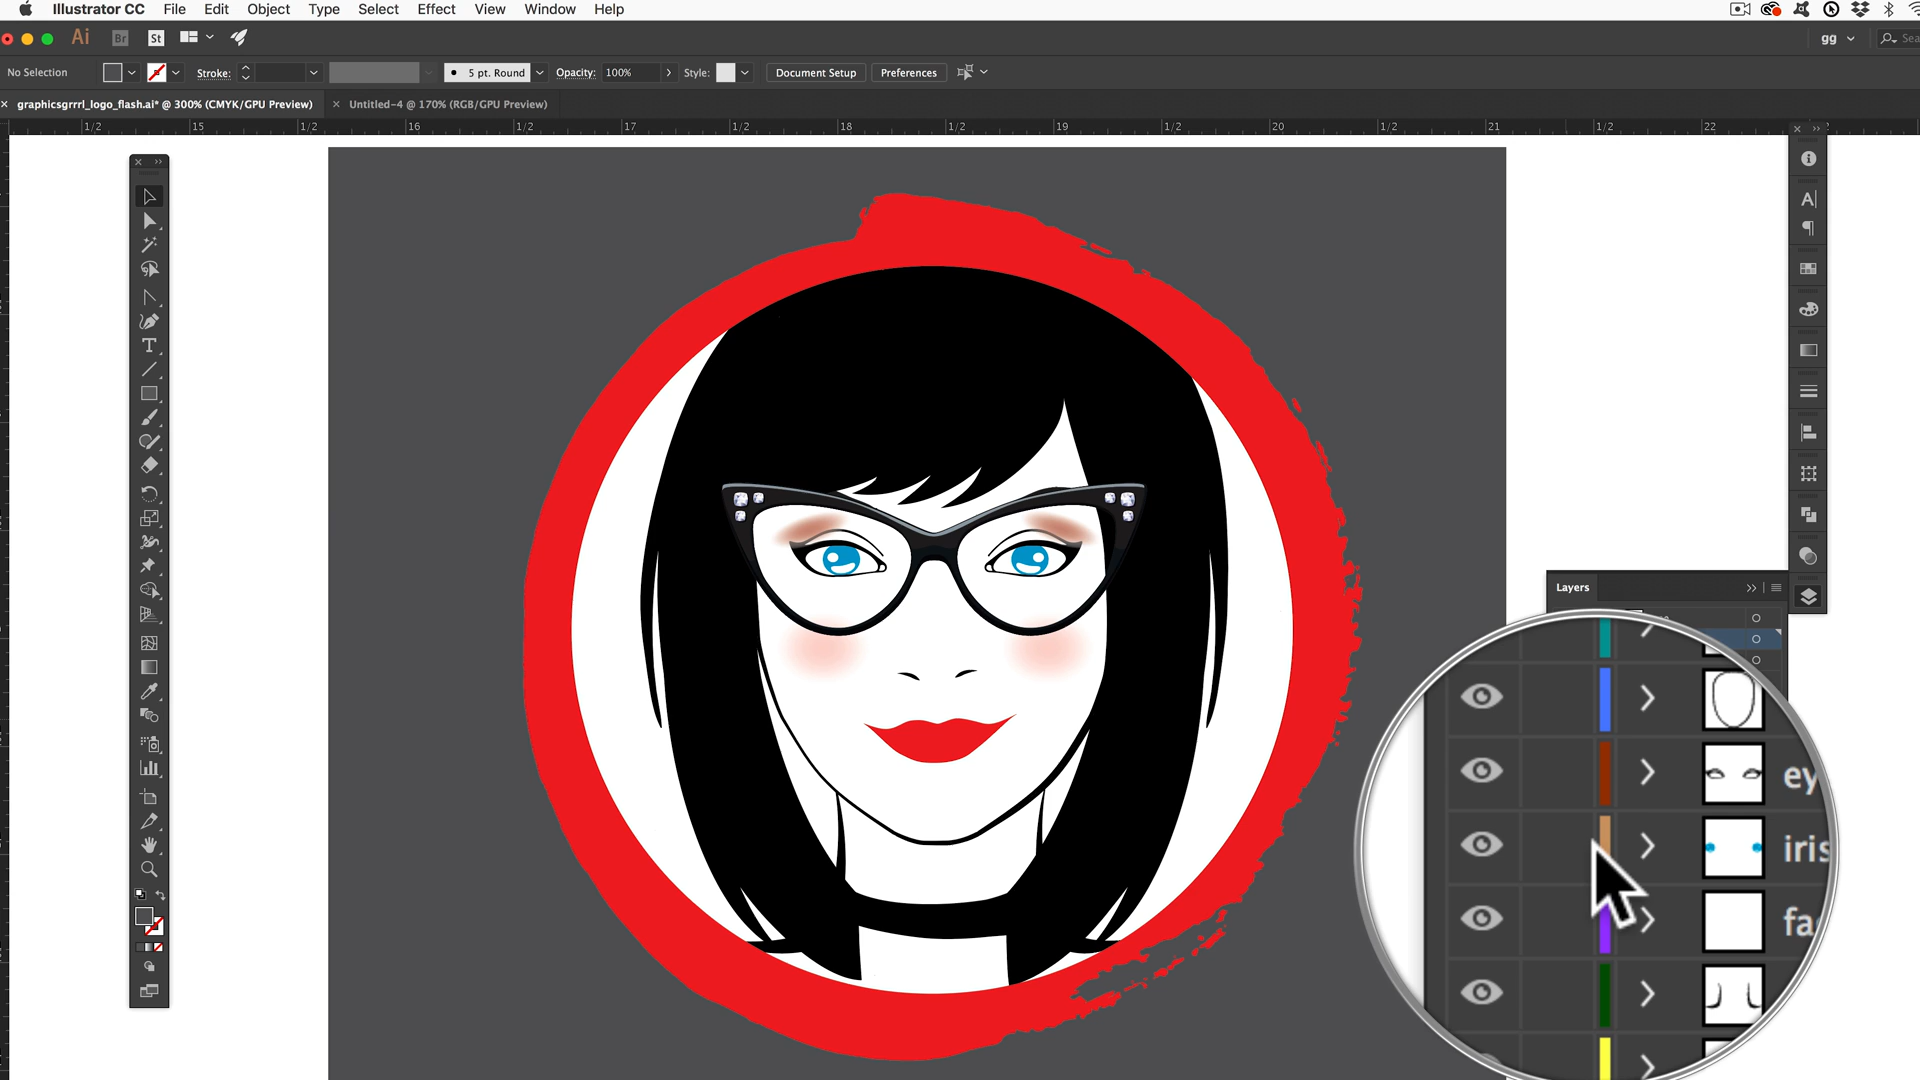 Illustrator CC File Edit Object Type Select Effect View Window Help
Ai Br St gg
No Selection Stroke: 5 pt. Round Opacity: 100% Style: Document Setup Preferences
graphicsgrrrl_logo_flash.ai* @ 300% (CMYK/GPU Preview) Untitled-4 @ 170% (RGB/GPU Preview)
1/2 15 1/2 16 1/2 17 1/2 18 1/2 19 1/2 20 1/2 21 1/2 22
Layers
ey
iris
fa